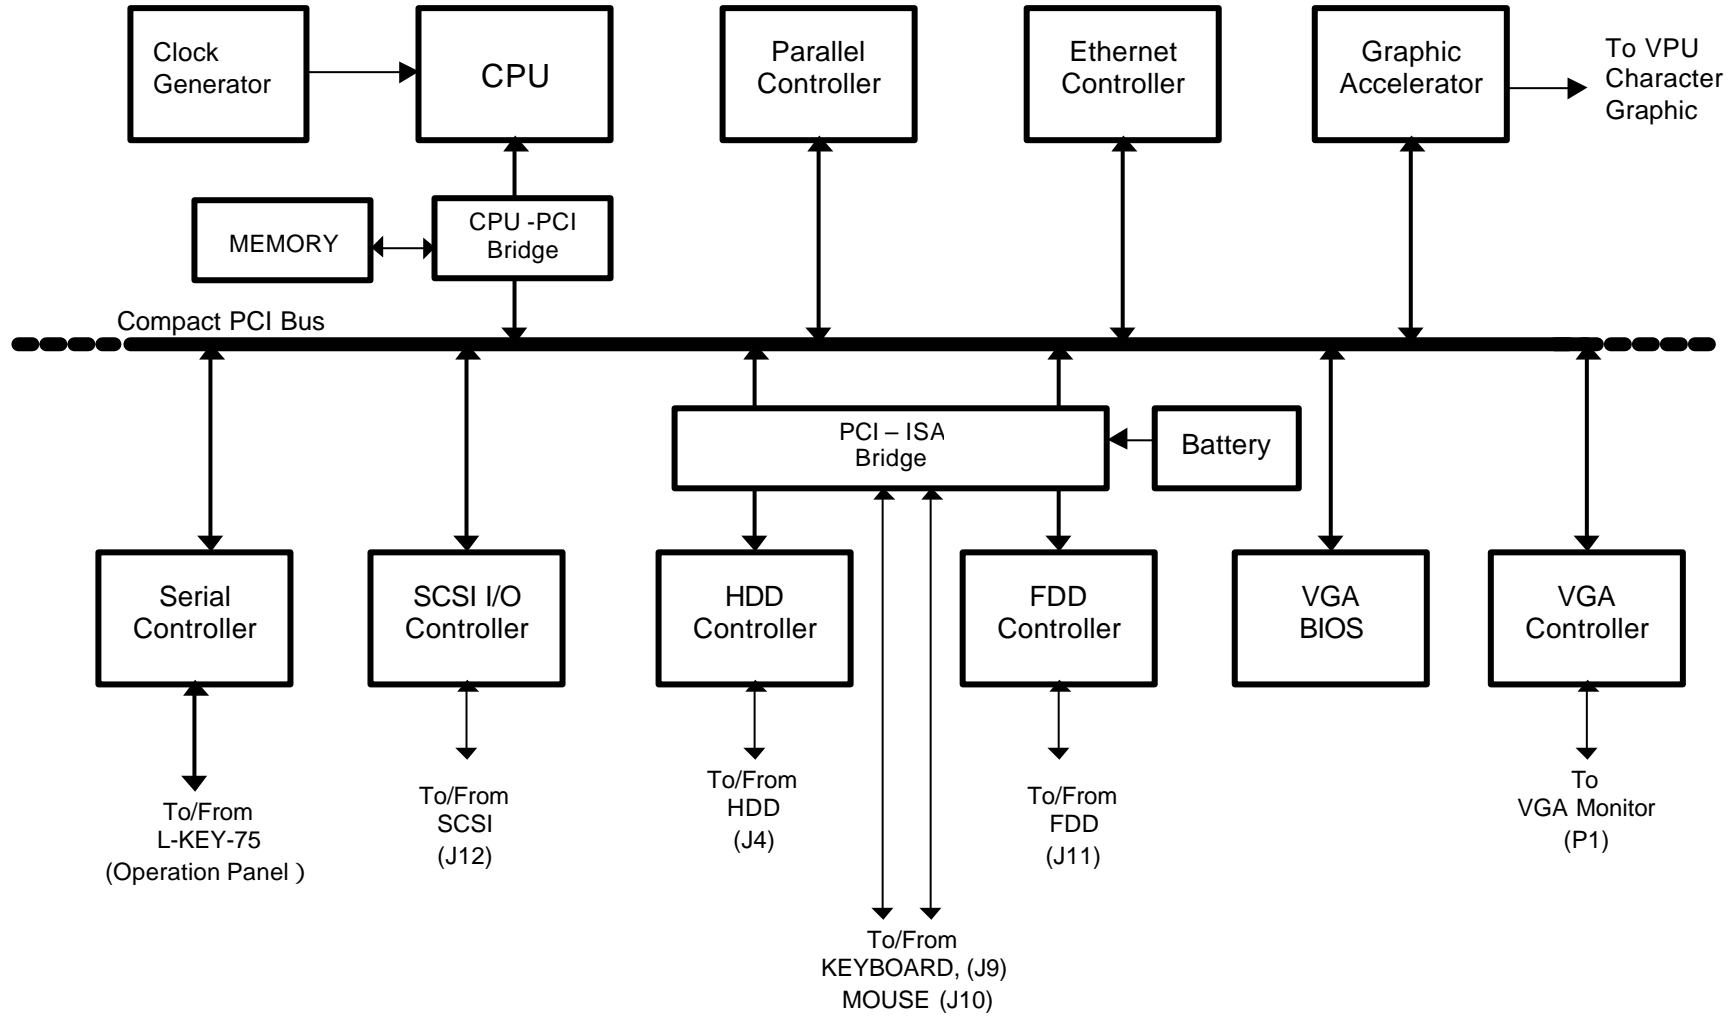 Clock
Generator
CPU
Parallel
Controller
Ethernet
Controller
Graphic
Accelerator
To VPU
Character
Graphic
MEMORY
CPU -PCI
Bridge
Compact PCI Bus
PCI – ISA
Bridge
Battery
Serial
Controller
SCSI I/O
Controller
HDD
Controller
FDD
Controller
VGA
BIOS
VGA
Controller
To/From
L-KEY-75
(Operation Panel )
To/From
SCSI
(J12)
To/From
HDD
(J4)
To/From
FDD
(J11)
To
VGA Monitor
(P1)
To/From
KEYBOARD, (J9)
MOUSE (J10)